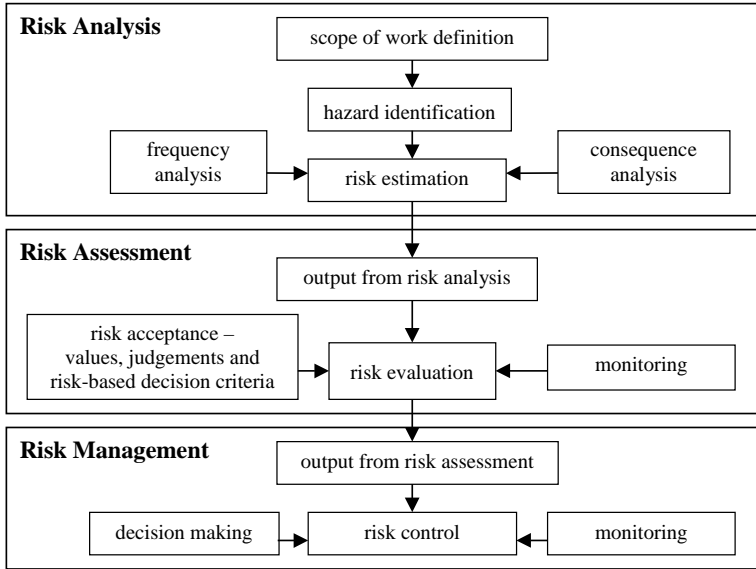 Risk Analysis
scope of work definition
hazard identification
frequency
analysis
consequence
analysis
risk estimation
Risk Assessment
output from risk analysis
risk acceptance –
values, judgements and
risk-based decision criteria
risk evaluation
monitoring
Risk Management
output from risk assessment
decision making
risk control
monitoring